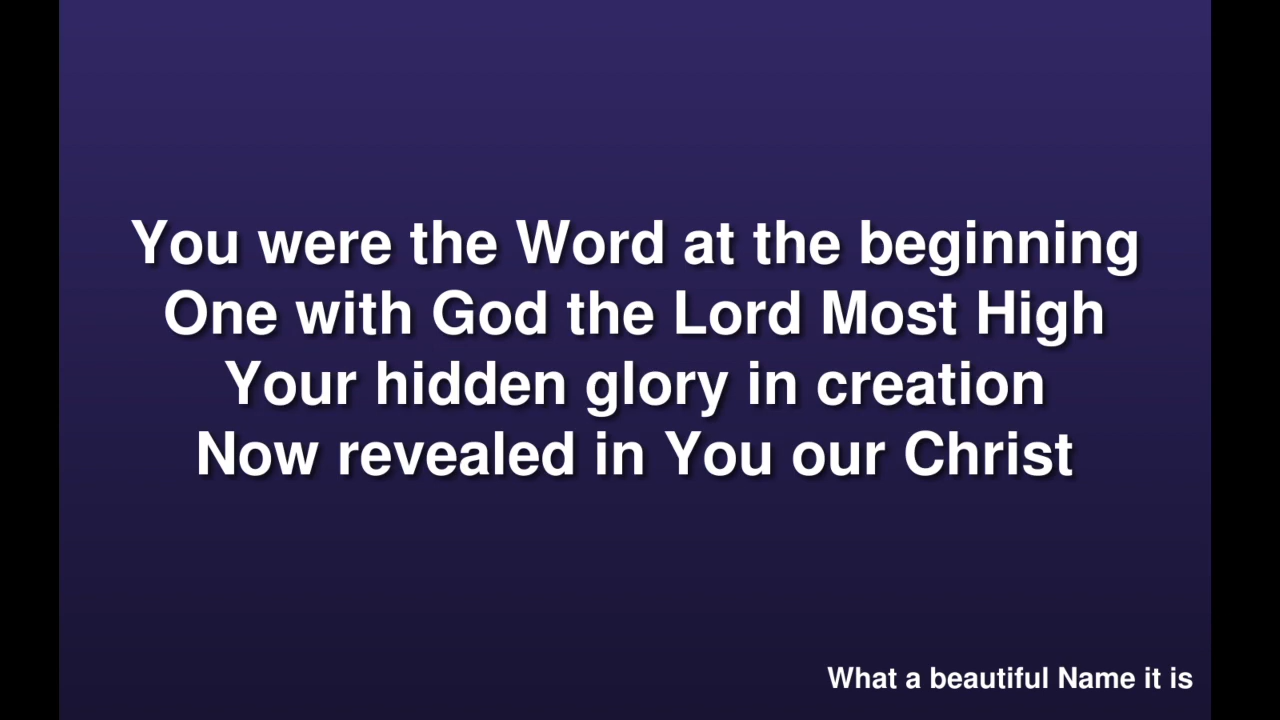 You were the Word at the beginning
One with God the Lord Most High
Your hidden glory in creation
Now revealed in You our Christ
What a beautiful Name it is